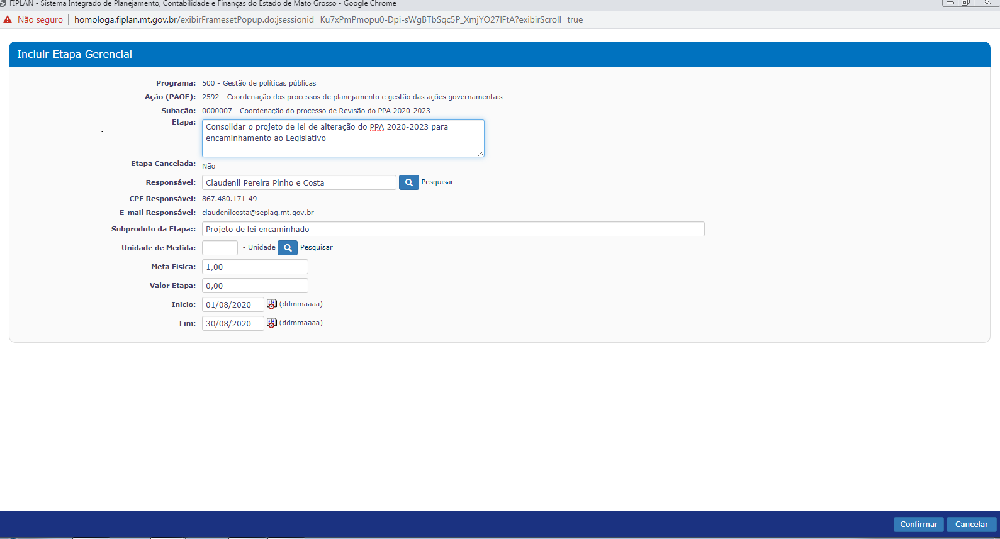 FIPLAN - Sistema Integrado de Planejamento, Contabilidade e Finanças do Estado de Mato Grosso - Google Chrome
Não seguro | homologa.fiplan.mt.gov.br/exibirFramesetPopup.do;jsessionid=Ku7xPmPmopu0-Dpi-sWgBTbSqc5P_XmjYO27lFtA?exibirScroll=true
Incluir Etapa Gerencial
Programa: 500 - Gestão de políticas públicas
Ação (PAOE): 2592 - Coordenação dos processos de planejamento e gestão das ações governamentais
Subação: 0000007 - Coordenação do processo de Revisão do PPA 2020-2023
Etapa: Consolidar o projeto de lei de alteração do PPA 2020-2023 para
encaminhamento ao Legislativo
.
Etapa Cancelada: Não
Responsável: Claudenil Pereira Pinho e Costa Pesquisar
CPF Responsável: 867.480.171-49
E-mail Responsável: claudenilcosta@seplag.mt.gov.br
Subproduto da Etapa:: Projeto de lei encaminhado
Unidade de Medida: - Unidade Pesquisar
Meta Física: 1,00
Valor Etapa: 0,00
Inicio: 01/08/2020 (ddmmaaaa)
Fim: 30/08/2020 (ddmmaaaa)
Confirmar Cancelar